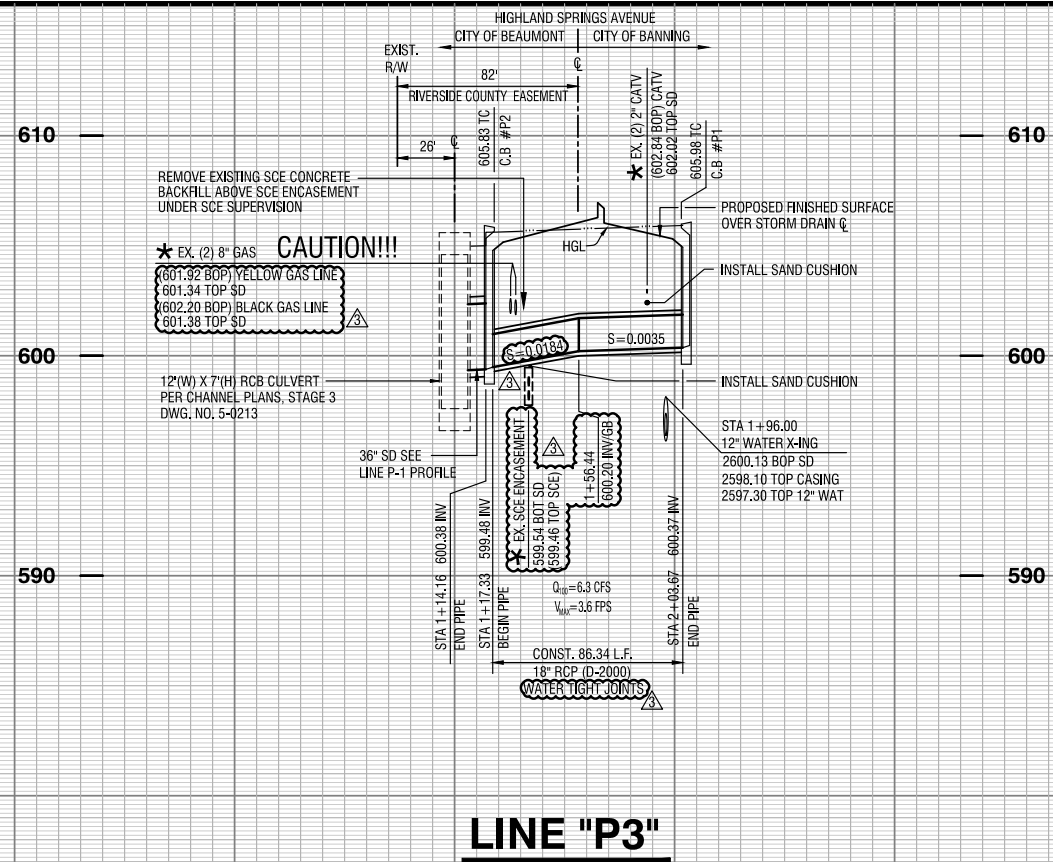 HIGHLAND SPRINGS AVENUE
CITY OF BEAUMONT
CITY OF BANNING
EXIST.
R/W
℄
82'
RIVERSIDE COUNTY EASEMENT
26'
℄
605.83 TC
C.B #P2
EX. (2) 2" CATV
(602.84 BOP) CATV
602.02 TOP SD
605.98 TC
C.B #P1
610
610
REMOVE EXISTING SCE CONCRETE
BACKFILL ABOVE SCE ENCASEMENT
UNDER SCE SUPERVISION
PROPOSED FINISHED SURFACE
OVER STORM DRAIN ℄
HGL
EX. (2) 8" GAS
CAUTION!!!
(601.92 BOP) YELLOW GAS LINE
601.34 TOP SD
(602.20 BOP) BLACK GAS LINE
601.38 TOP SD
3
INSTALL SAND CUSHION
S=0.0184
S=0.0035
600
600
3
12'(W) X 7'(H) RCB CULVERT
PER CHANNEL PLANS, STAGE 3
DWG. NO. 5-0213
INSTALL SAND CUSHION
STA 1+96.00
12" WATER X-ING
2600.13 BOP SD
2598.10 TOP CASING
2597.30 TOP 12" WAT
36" SD SEE
LINE P-1 PROFILE
EX. SCE ENCASEMENT
599.54 BOT SD
(599.46 TOP SCE)
3
1+56.44
600.20 INV/GB
STA 1+14.16 600.38 INV
END PIPE
STA 1+17.33 599.48 INV
BEGIN PIPE
STA 2+03.67 600.37 INV
END PIPE
590
590
Q100=6.3 CFS
VMAX=3.6 FPS
CONST. 86.34 L.F.
18" RCP (D-2000)
WATER TIGHT JOINTS
3
LINE "P3"